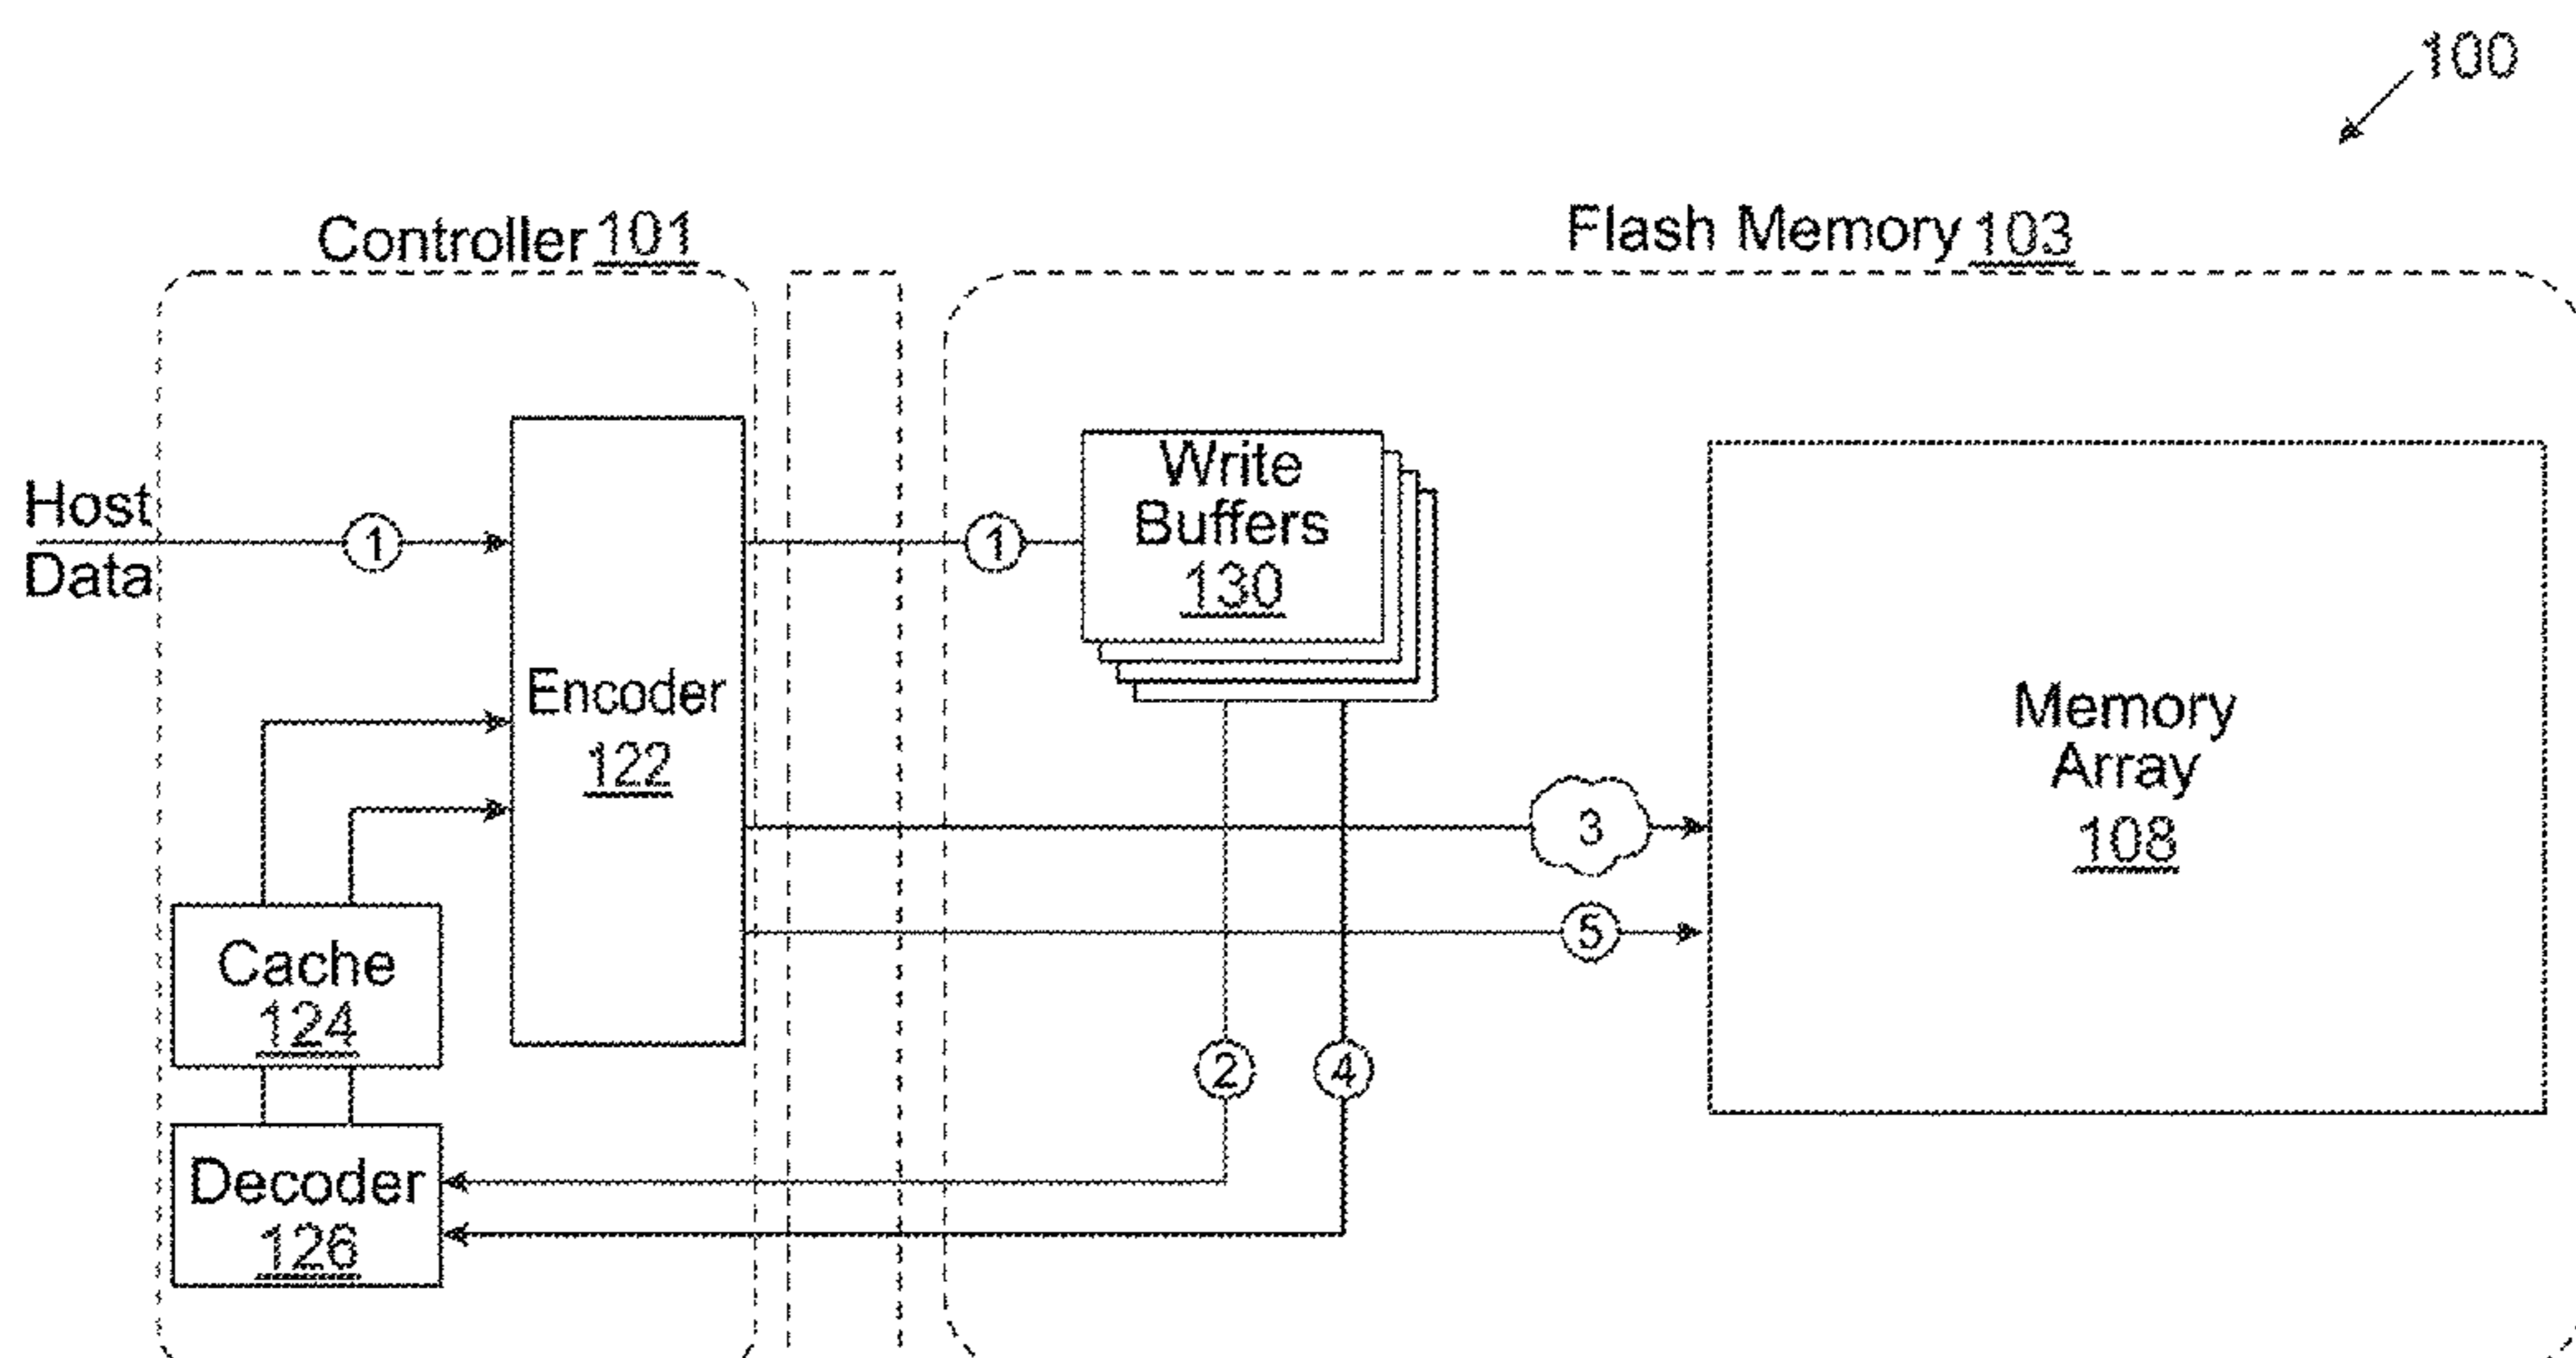 100
Controller 101
Flash Memory 103
Host
Data
1
Encoder
122
1
Write
Buffers
130
Memory
Array
108
3
5
Cache
124
2
4
Decoder
126